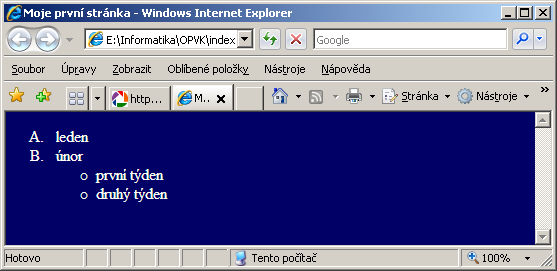 Moje první stránka - Windows Internet Explorer
E:\Informatika\OPVK\index
Google
Soubor Úpravy Zobrazit Oblíbené položky Nástroje Nápověda
http... M... Stránka Nástroje »
A. leden
B. únor
o první týden
o druhý týden
Hotovo Tento počítač 100%